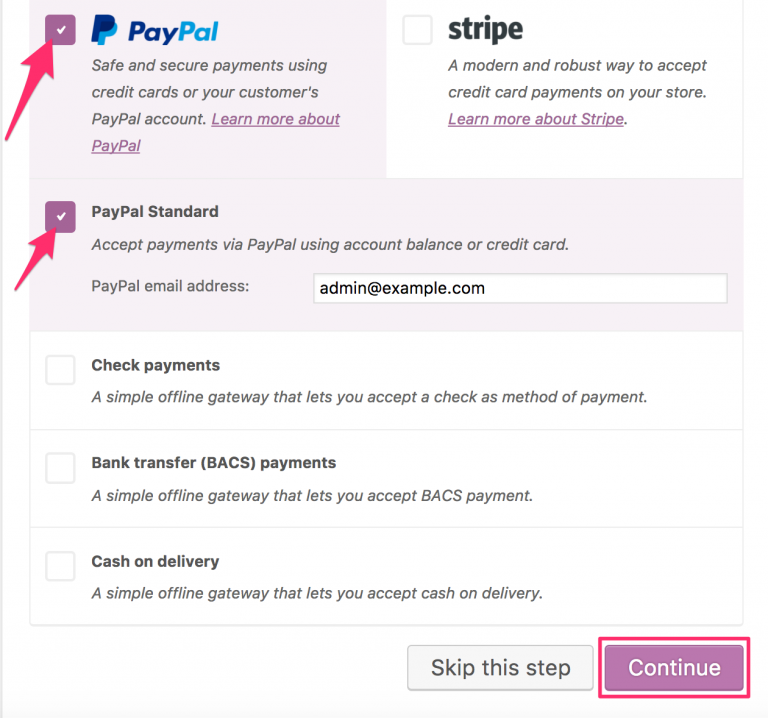 PayPal
Safe and secure payments using
credit cards or your customer's
PayPal account. Learn more about
PayPal
stripe
A modern and robust way to accept
credit card payments on your store.
Learn more about Stripe.
PayPal Standard
Accept payments via PayPal using account balance or credit card.
PayPal email address: admin@example.com
Check payments
A simple offline gateway that lets you accept a check as method of payment.
Bank transfer (BACS) payments
A simple offline gateway that lets you accept BACS payment.
Cash on delivery
A simple offline gateway that lets you accept cash on delivery.
Skip this step Continue